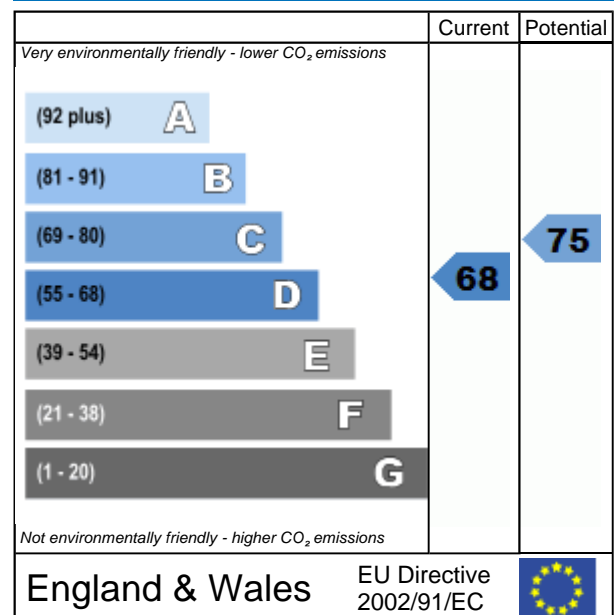 Current Potential
Very environmentally friendly - lower CO₂ emissions
(92 plus) A
(81 - 91) B
(69 - 80) C
75
68
(55 - 68) D
(39 - 54) E
(21 - 38) F
(1 - 20) G
Not environmentally friendly - higher CO₂ emissions
England & Wales
EU Directive
2002/91/EC